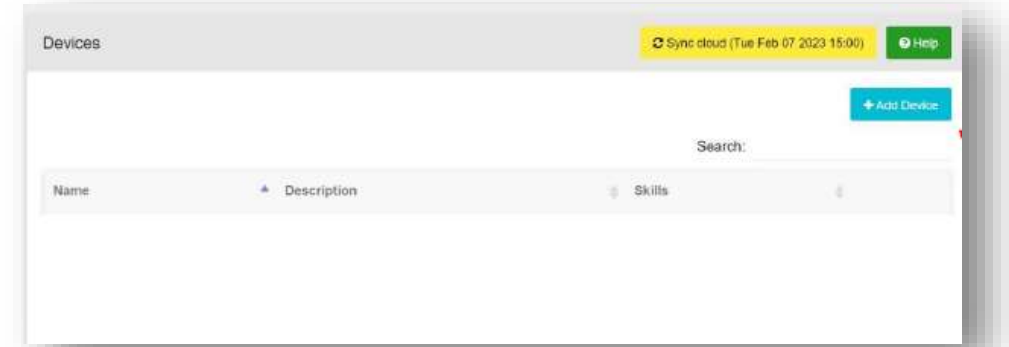 Devices
Sync cloud (Tue Feb 07 2023 15:00)
Help
+ Add Device
Search:
Name Description Skills